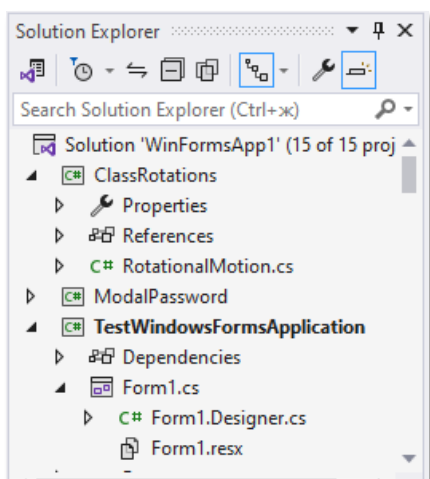 Solution Explorer
Search Solution Explorer (Ctrl+ж)
Solution 'WinFormsApp1' (15 of 15 proj
C# ClassRotations
Properties
References
C# RotationalMotion.cs
C# ModalPassword
C# TestWindowsFormsApplication
Dependencies
Form1.cs
C# Form1.Designer.cs
Form1.resx